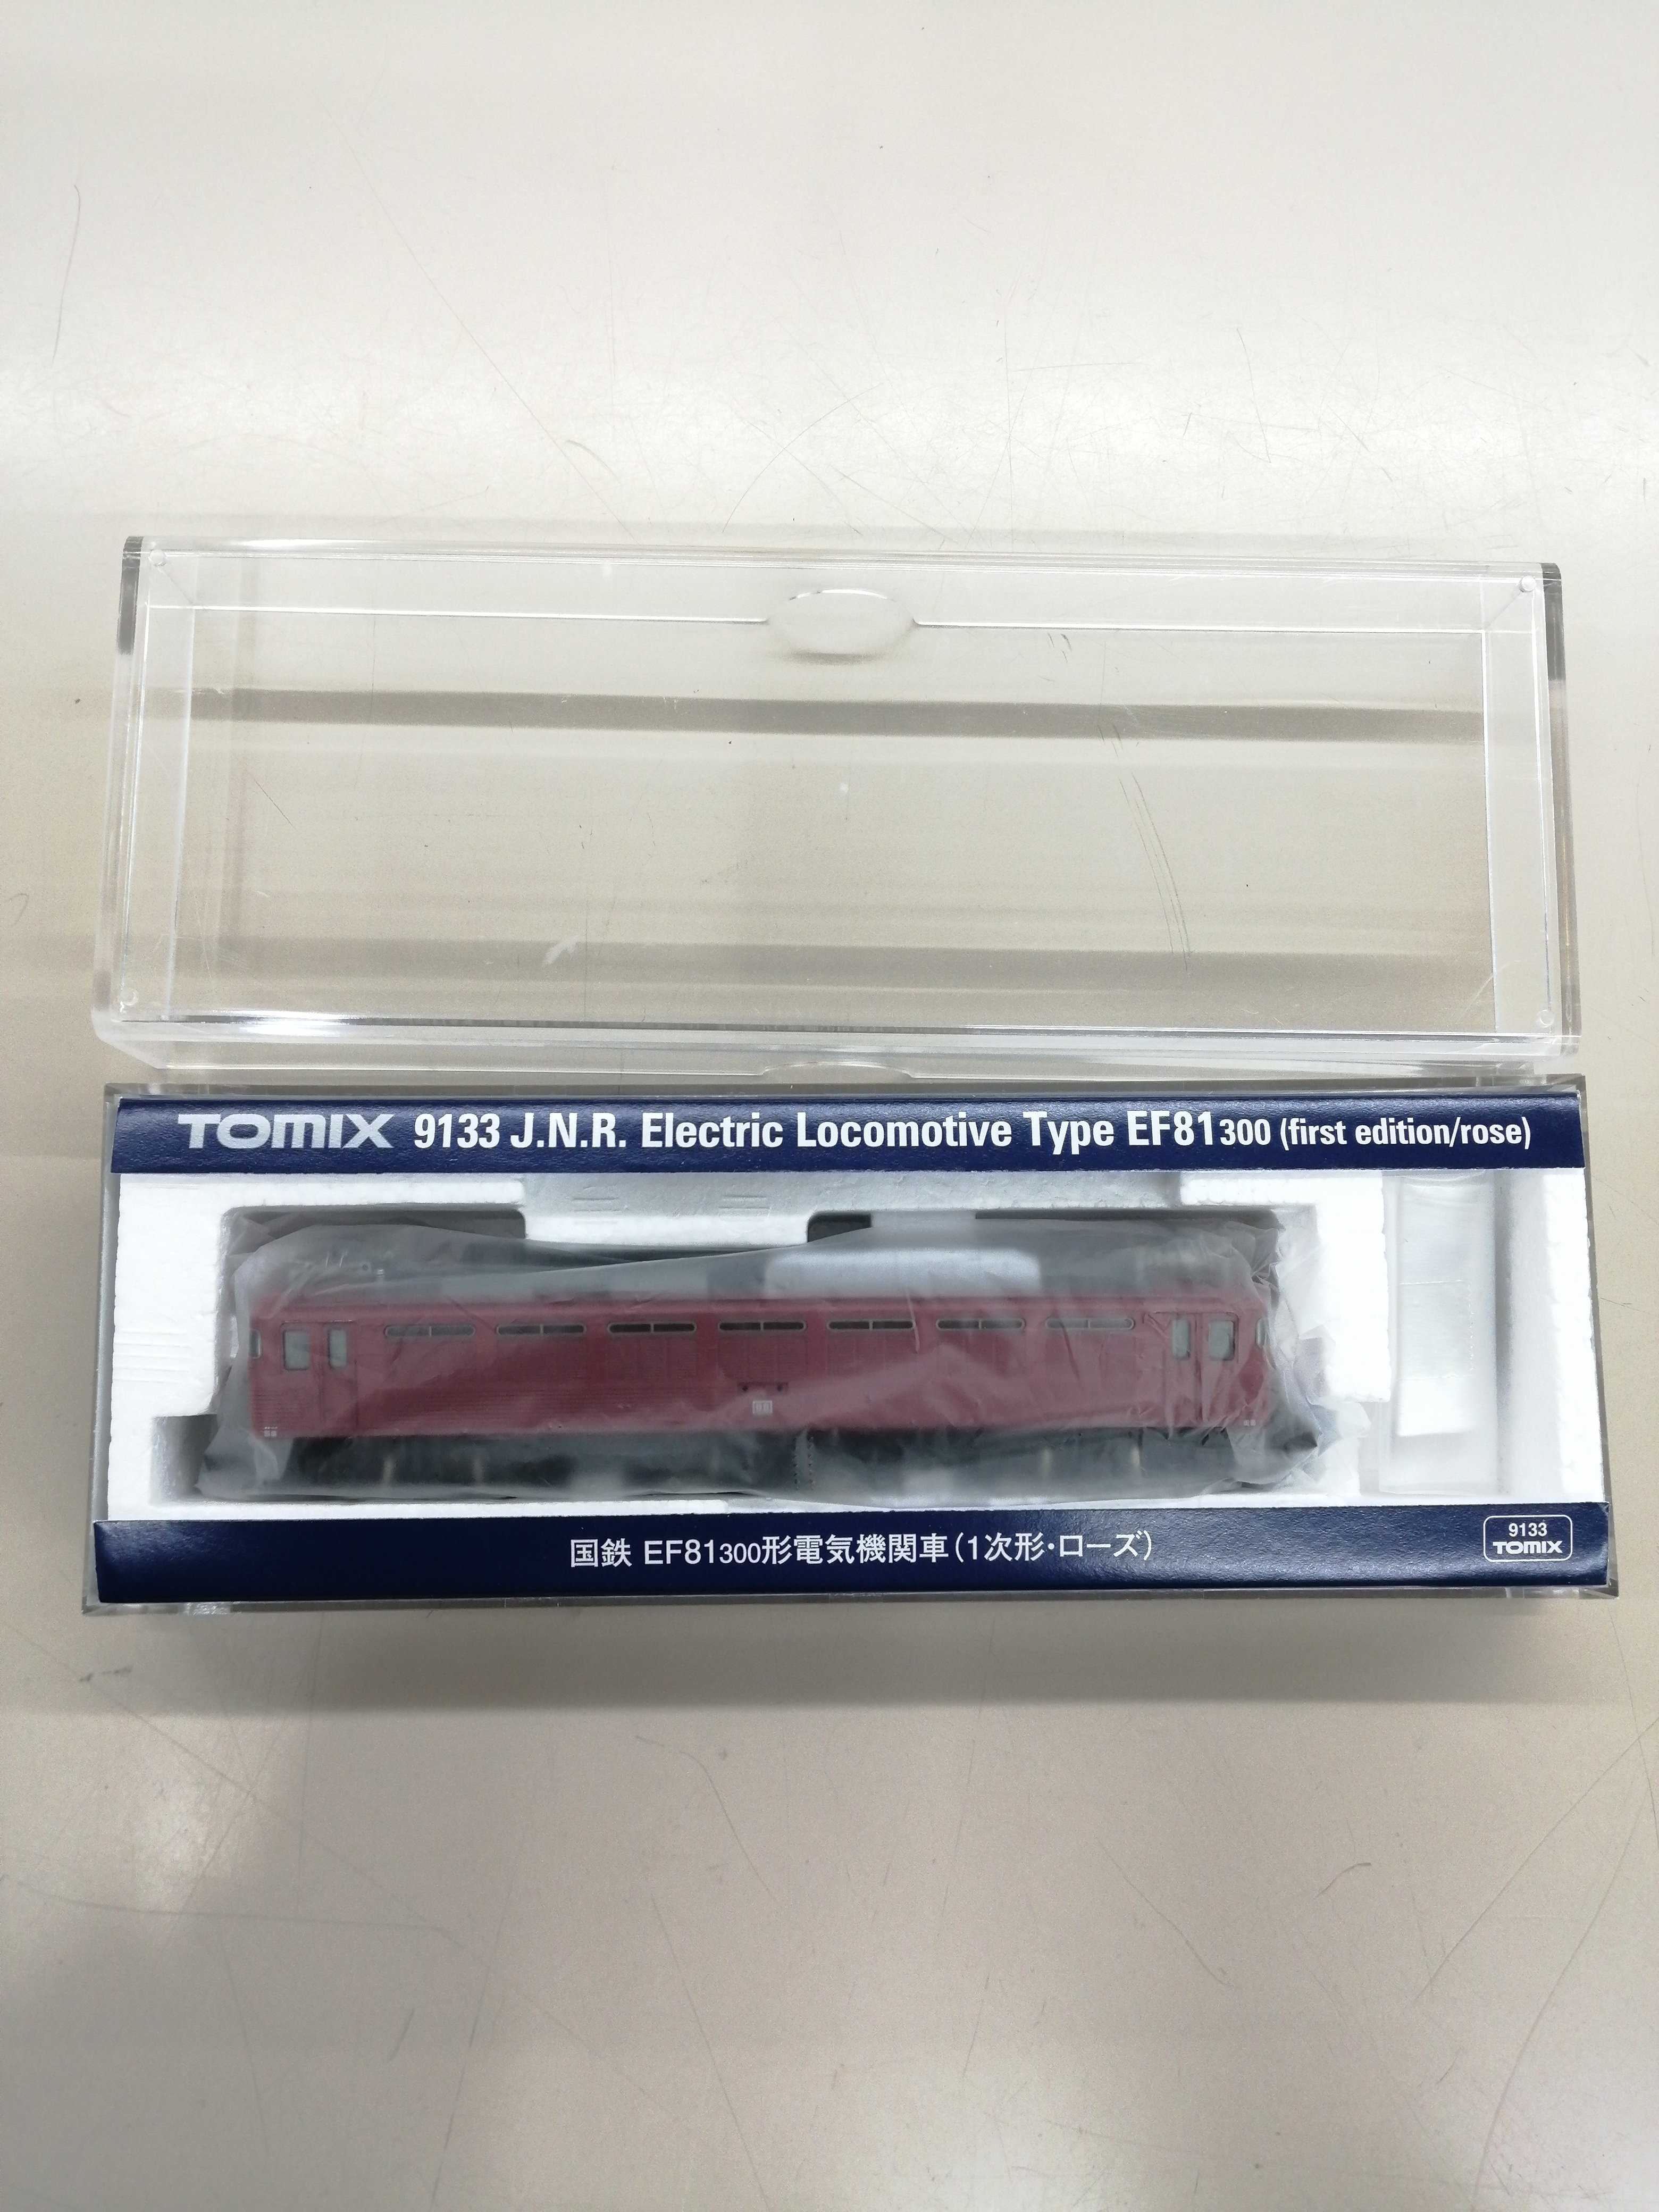 TOMIX 9133 J.N.R. Electric Locomotive Type EF81300 (first edition/rose)
国鉄 EF81300形電気機関車(1次形・ローズ)
9133
TOMIX